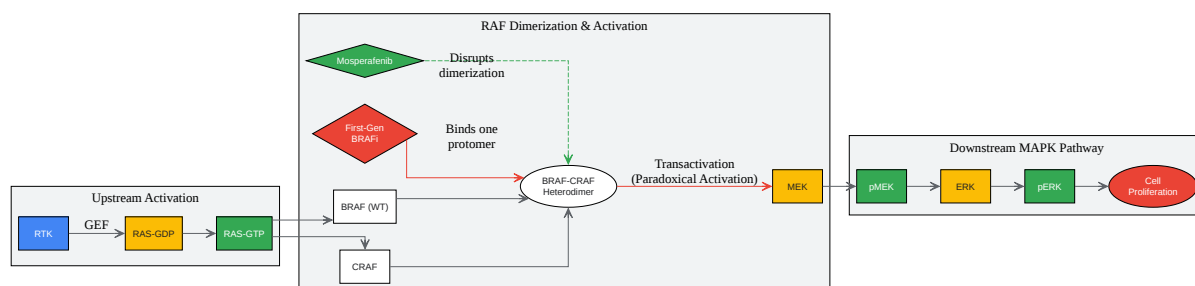 RAF Dimerization & Activation
Mosperafenib
Disrupts
dimerization
First-Gen
BRAFi
Binds one
protomer
BRAF-CRAF
Heterodimer
Transactivation
(Paradoxical Activation)
MEK
BRAF (WT)
CRAF
Upstream Activation
RTK
GEF
RAS-GDP
RAS-GTP
Downstream MAPK Pathway
pMEK
ERK
pERK
Cell
Proliferation